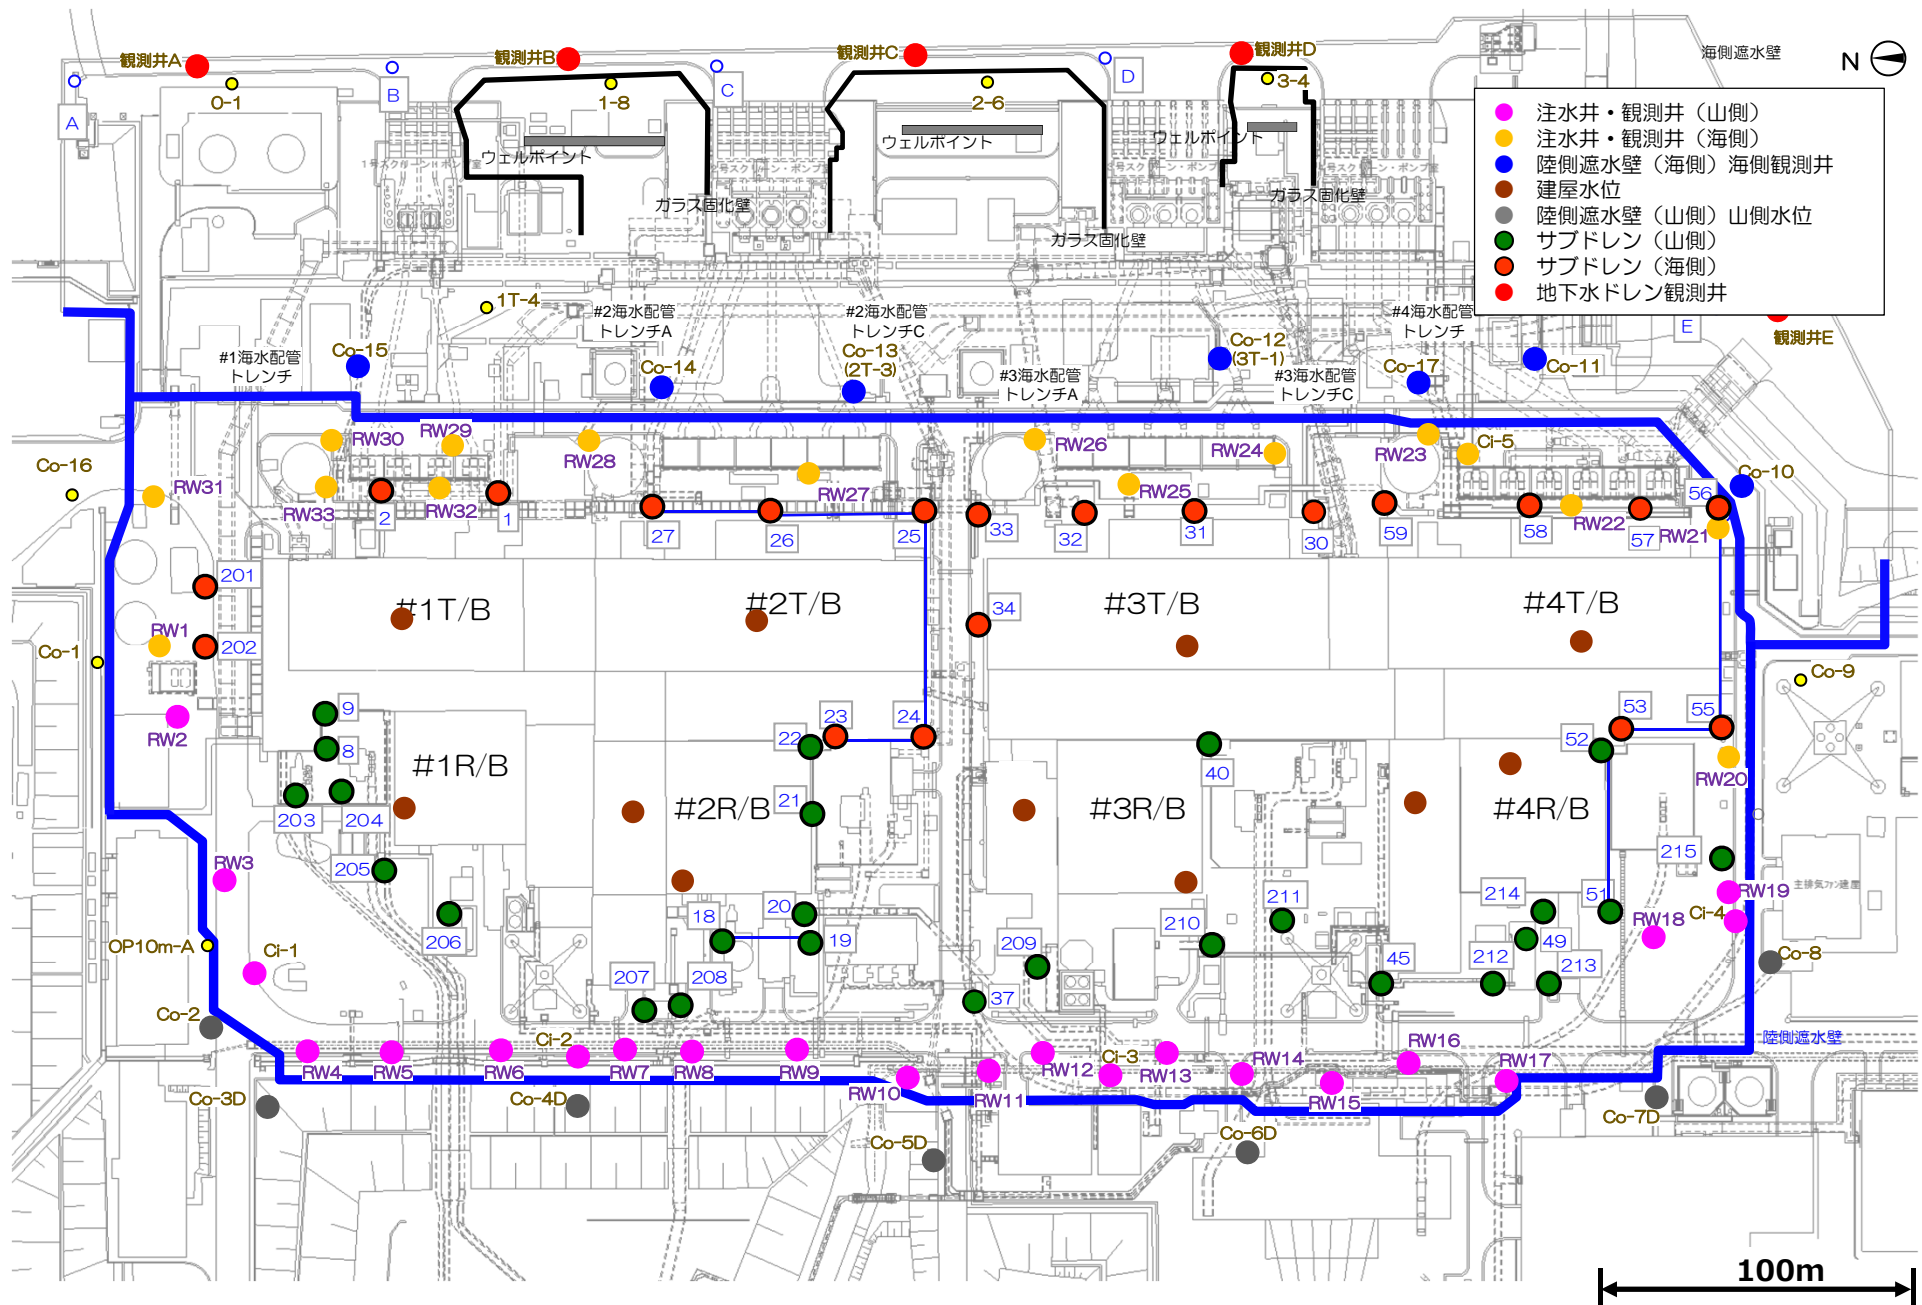 観測井A
観測井B
観測井C
観測井D
海側遮水壁
N
0-1
1-8
2-6
3-4
A
B
C
D
注水井・観測井（山側）
注水井・観測井（海側）
陸側遮水壁（海側）海側観測井
建屋水位
陸側遮水壁（山側）山側水位
サブドレン（山側）
サブドレン（海側）
地下水ドレン観測井
ウェルポイント
ウェルポイント
ウェルポイント
ガラス固化壁
ガラス固化壁
ガラス固化壁
1T-4
#1海水配管
トレンチ
#2海水配管
トレンチA
#2海水配管
トレンチC
#3海水配管
トレンチA
#3海水配管
トレンチC
#4海水配管
トレンチ
E
観測井E
Co-15
Co-14
Co-13
(2T-3)
Co-12
(3T-1)
Co-17
Co-11
Co-16
RW31
RW30
RW29
RW28
RW27
RW26
RW25
RW24
RW23
Ci-5
Co-10
RW33
2
RW32
1
27
26
25
33
32
31
30
59
58
RW22
57
56
RW21
201
202
RW1
Co-1
RW2
#1T/B
#2T/B
#3T/B
#4T/B
34
Co-9
9
8
203
204
205
206
#1R/B
#2R/B
#3R/B
#4R/B
22
23
24
21
40
52
53
55
RW20
215
主排気ファン建屋
RW3
OP10m-A
Ci-1
18
20
19
207
208
209
37
210
211
45
214
212
49
213
51
RW18
RW19
Ci-4
Co-8
Co-2
陸側遮水壁
RW4
RW5
RW6
Ci-2
RW7
RW8
RW9
RW10
RW11
RW12
Ci-3
RW13
RW14
RW15
RW16
RW17
Co-3D
Co-4D
Co-5D
Co-6D
Co-7D
100m